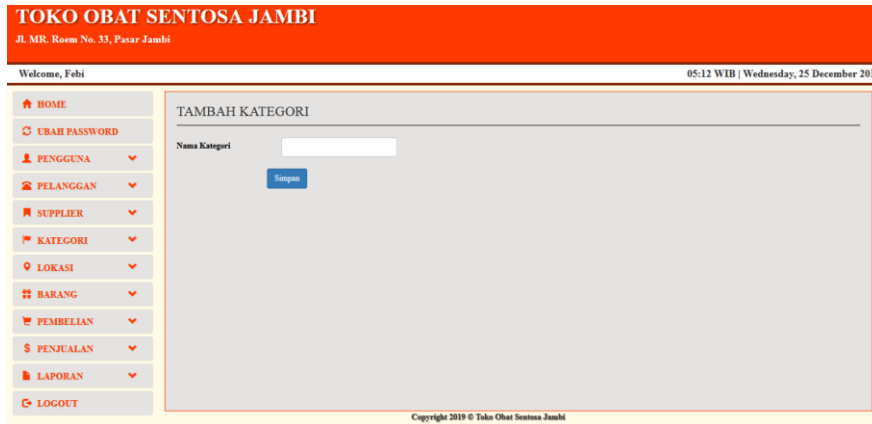 TOKO OBAT SENTOSA JAMBI
Jl. MR. Roem No. 33, Pasar Jambi
Welcome, Febi
05:12 WIB | Wednesday, 25 December 201
HOME
UBAH PASSWORD
PENGGUNA
PELANGGAN
SUPPLIER
KATEGORI
LOKASI
BARANG
PEMBELIAN
PENJUALAN
LAPORAN
LOGOUT
TAMBAH KATEGORI
Nama Kategori
Simpan
Copyright 2019 © Toko Obat Sentosa Jambi